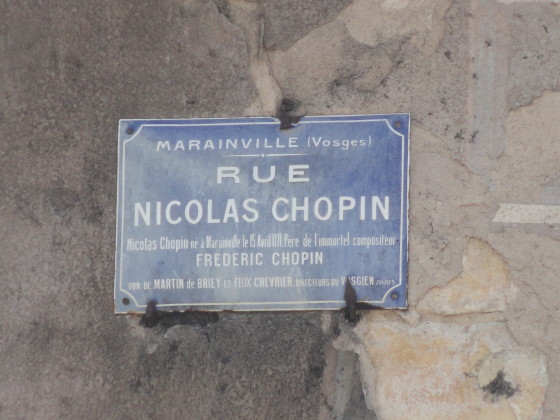 MARAINVILLE (Vosges)
RUE
NICOLAS CHOPIN
Nicolas Chopin né à Marainville le 15 Avril 1771 Père de l'immortel compositeur
FRÉDÉRIC CHOPIN
DON DE MARTIN de BRIEY ET FÉLIX CHEVRIER, DIRECTEURS DU VOSGIEN PARIS